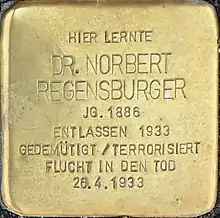 HIER LERNTE
DR. NORBERT
REGENSBURGER
JG. 1886
ENTLASSEN 1933
GEDEMÜTIGT / TERRORISIERT
FLUCHT IN DEN TOD
26.4.1933